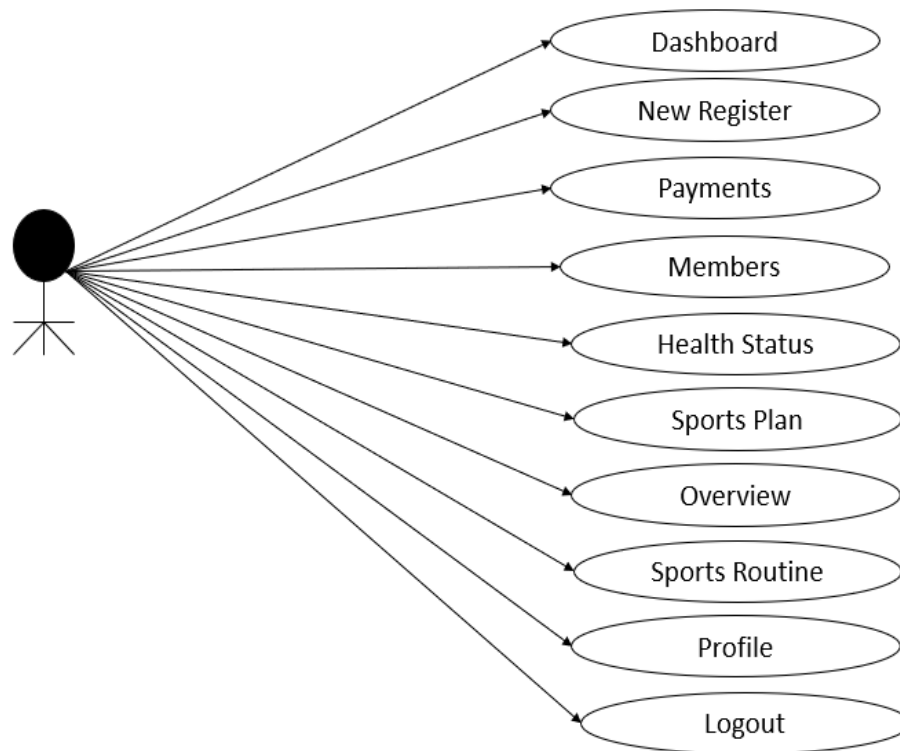 Dashboard
New Register
Payments
Members
Health Status
Sports Plan
Overview
Sports Routine
Profile
Logout